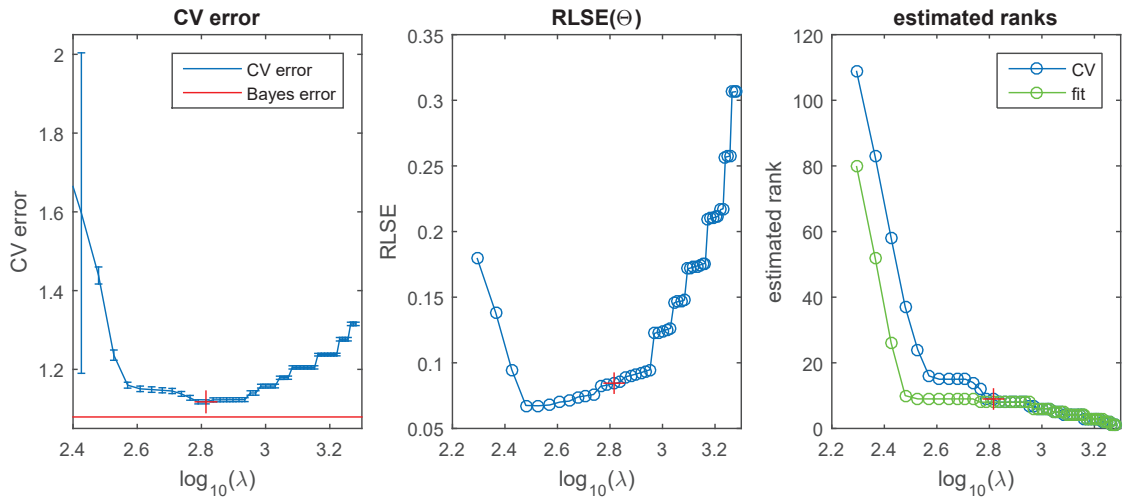 CV error
CV error
Bayes error
CV error
2
1.8
1.6
1.4
1.2
2.4 2.6 2.8 3 3.2
log10(λ)
RLSE(Θ)
RLSE
0.35
0.3
0.25
0.2
0.15
0.1
0.05
2.2 2.4 2.6 2.8 3 3.2
log10(λ)
estimated ranks
CV
fit
estimated rank
120
100
80
60
40
20
0
2.2 2.4 2.6 2.8 3 3.2
log10(λ)